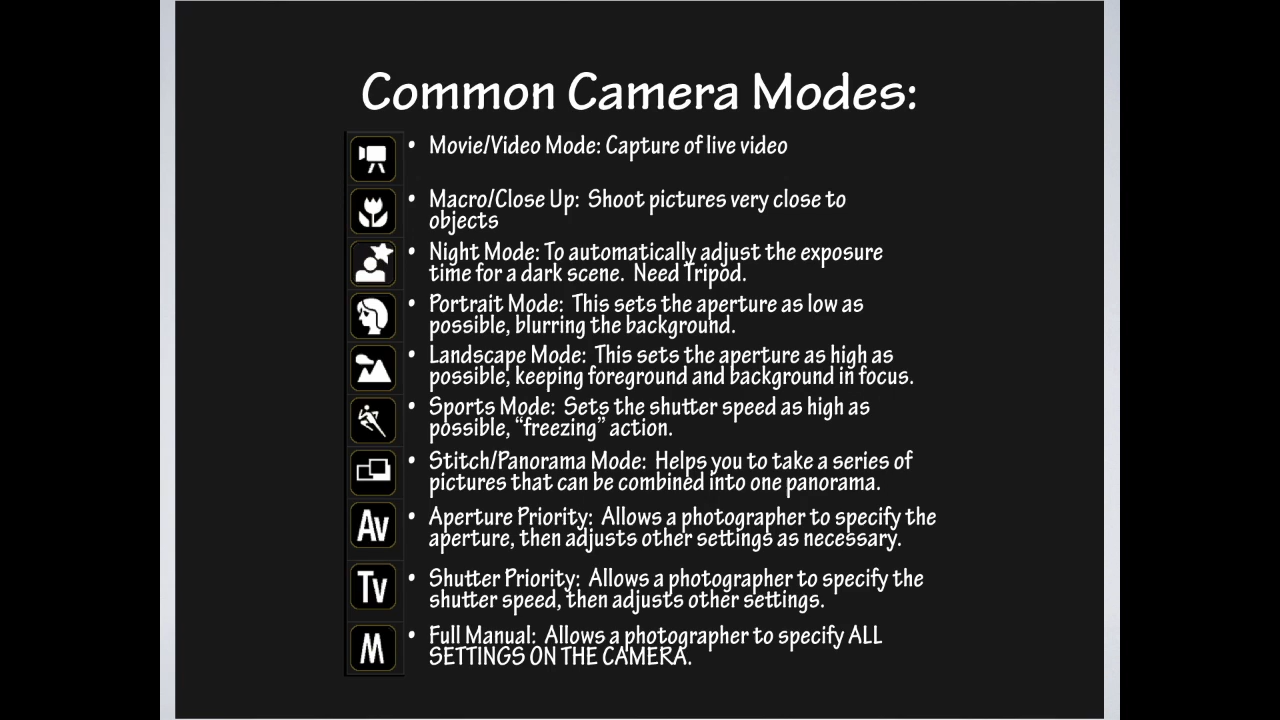 Common Camera Modes:
• Movie/Video Mode: Capture of live video
• Macro/Close Up: Shoot pictures very close to
objects
• Night Mode: To automatically adjust the exposure
time for a dark scene. Need Tripod.
• Portrait Mode: This sets the aperture as low as
possible, blurring the background.
• Landscape Mode: This sets the aperture as high as
possible, keeping foreground and background in focus.
• Sports Mode: Sets the shutter speed as high as
possible, “freezing” action.
• Stitch/Panorama Mode: Helps you to take a series of
pictures that can be combined into one panorama.
Av • Aperture Priority: Allows a photographer to specify the
aperture, then adjusts other settings as necessary.
Tv • Shutter Priority: Allows a photographer to specify the
shutter speed, then adjusts other settings.
M • Full Manual: Allows a photographer to specify ALL
SETTINGS ON THE CAMERA.